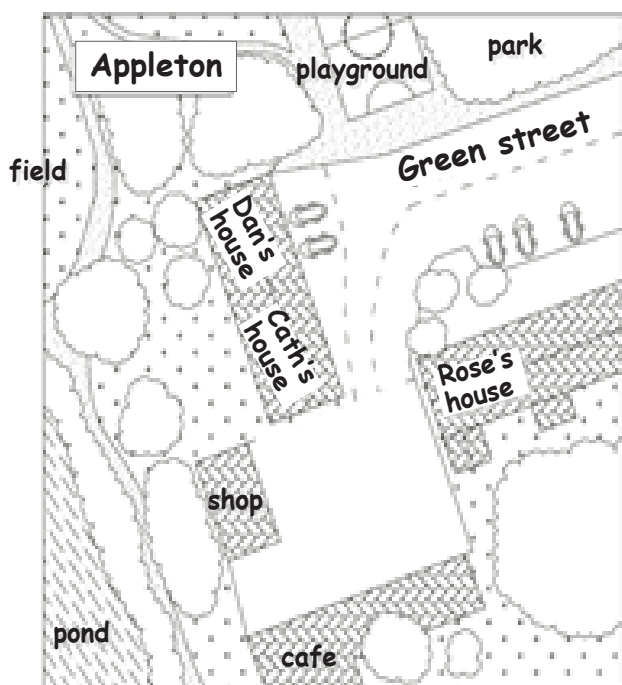 park
Appleton
playground
Green street
field
Dan's
house
Cath's
house
Rose's
house
shop
pond
cafe